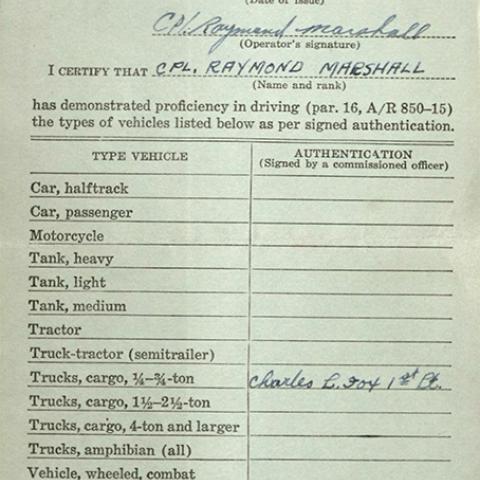 (Date of issue)
Cpl. Raymond Marshall
(Operator's signature)
I CERTIFY THAT CPL. RAYMOND MARSHALL
(Name and rank)
has demonstrated proficiency in driving (par. 16, A/R 850–15)
the types of vehicles listed below as per signed authentication.
TYPE VEHICLE AUTHENTICATION
(Signed by a commissioned officer)
Car, halftrack
Car, passenger
Motorcycle
Tank, heavy
Tank, light
Tank, medium
Tractor
Truck-tractor (semitrailer)
Trucks, cargo, ¼–¾-ton Charles L. Fox 1st Lt.
Trucks, cargo, 1½–2½-ton
Trucks, cargo, 4-ton and larger
Trucks, amphibian (all)
Vehicle, wheeled, combat